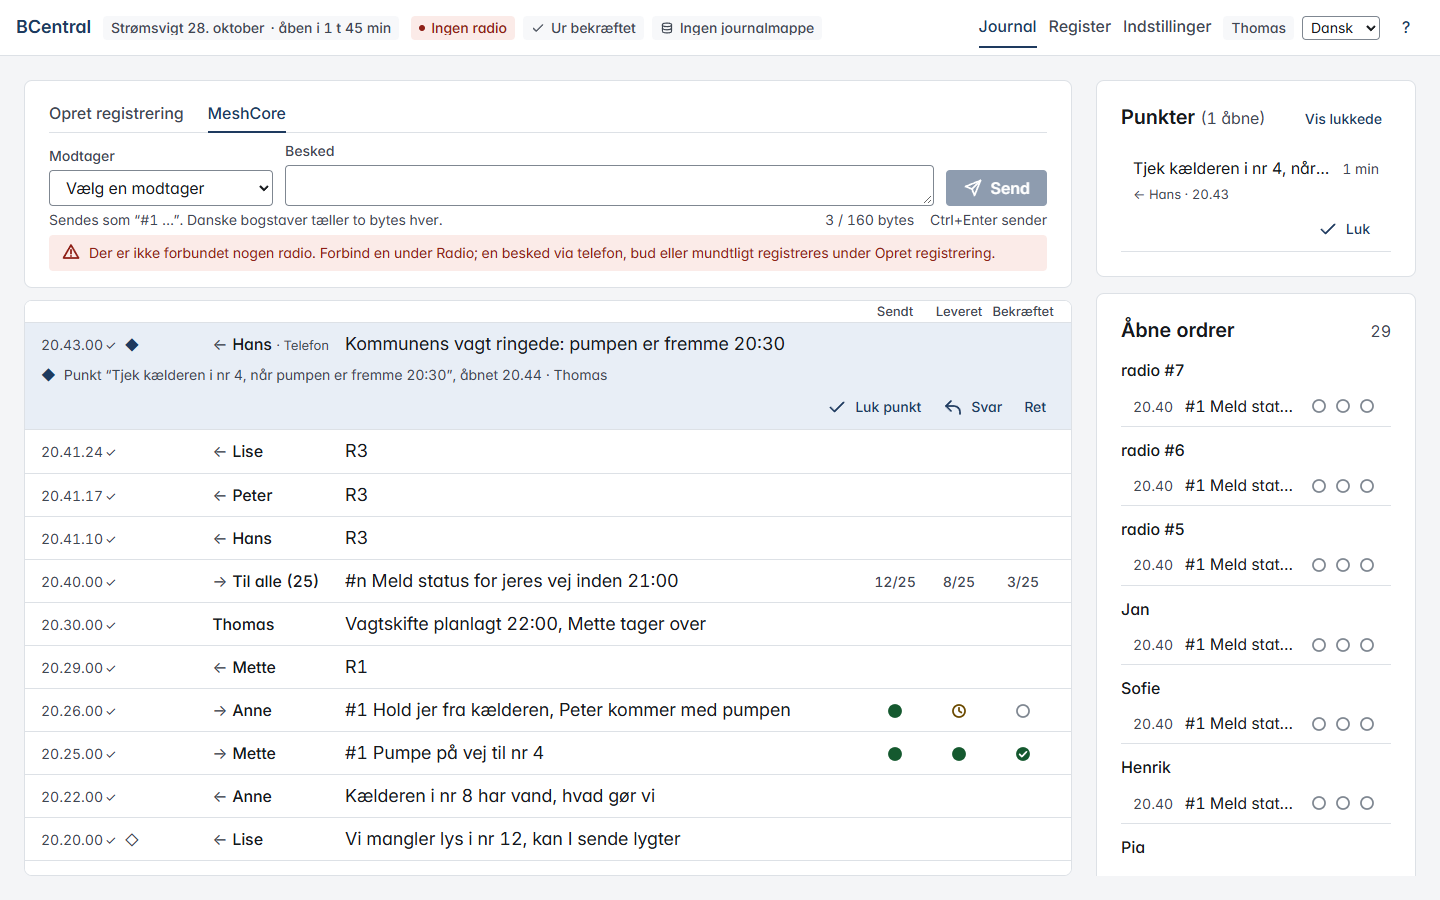 BCentral
Strømsvigt 28. oktober · åben i 1 t 45 min
Ingen radio
Ur bekræftet
Ingen journalmappe
Journal
Register
Indstillinger
Thomas
Dansk
?
Opret registrering
MeshCore
Modtager
Besked
Vælg en modtager
Send
Sendes som “#1 …”. Danske bogstaver tæller to bytes hver.
3 / 160 bytes
Ctrl+Enter sender
Der er ikke forbundet nogen radio. Forbind en under Radio; en besked via telefon, bud eller mundtligt registreres under Opret registrering.
Sendt
Leveret
Bekræftet
20.43.00 ✓ ◆ ← Hans · Telefon Kommunens vagt ringede: pumpen er fremme 20:30
◆ Punkt “Tjek kælderen i nr 4, når pumpen er fremme 20:30”, åbnet 20.44 · Thomas
Luk punkt
Svar
Ret
20.41.24 ✓ ← Lise R3
20.41.17 ✓ ← Peter R3
20.41.10 ✓ ← Hans R3
20.40.00 ✓ → Til alle (25) #n Meld status for jeres vej inden 21:00 12/25 8/25 3/25
20.30.00 ✓ Thomas Vagtskifte planlagt 22:00, Mette tager over
20.29.00 ✓ ← Mette R1
20.26.00 ✓ → Anne #1 Hold jer fra kælderen, Peter kommer med pumpen
20.25.00 ✓ → Mette #1 Pumpe på vej til nr 4
20.22.00 ✓ ← Anne Kælderen i nr 8 har vand, hvad gør vi
20.20.00 ✓ ◇ ← Lise Vi mangler lys i nr 12, kan I sende lygter
Punkter (1 åbne)
Vis lukkede
Tjek kælderen i nr 4, når… 1 min
← Hans · 20.43
Luk
Åbne ordrer 29
radio #7
20.40 #1 Meld stat…
radio #6
20.40 #1 Meld stat…
radio #5
20.40 #1 Meld stat…
Jan
20.40 #1 Meld stat…
Sofie
20.40 #1 Meld stat…
Henrik
20.40 #1 Meld stat…
Pia